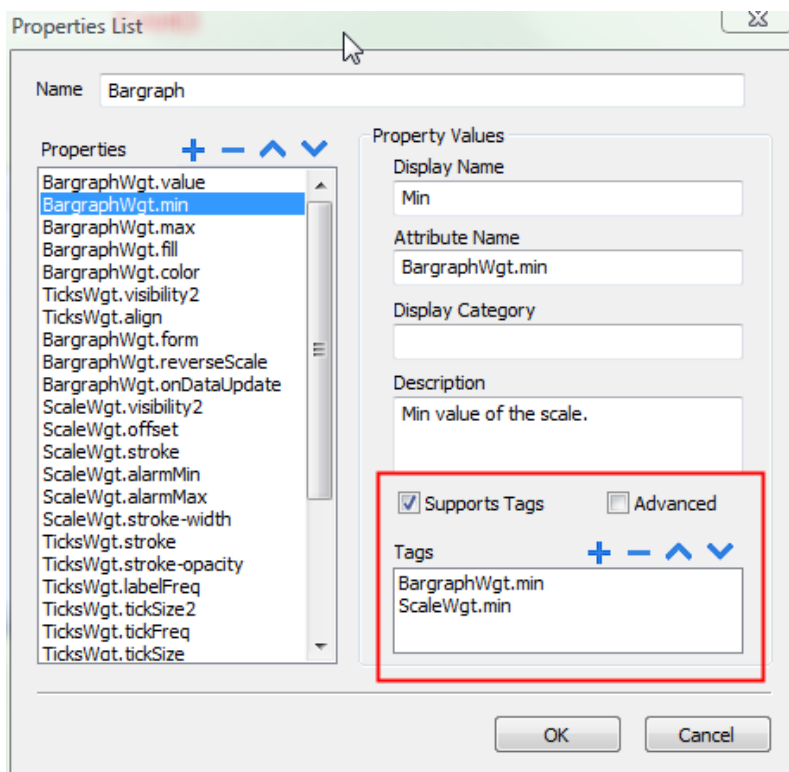 Properties List
Name Bargraph
Properties
BargraphWgt.value
BargraphWgt.min
BargraphWgt.max
BargraphWgt.fill
BargraphWgt.color
TicksWgt.visibility2
TicksWgt.align
BargraphWgt.form
BargraphWgt.reverseScale
BargraphWgt.onDataUpdate
ScaleWgt.visibility2
ScaleWgt.offset
ScaleWgt.stroke
ScaleWgt.alarmMin
ScaleWgt.alarmMax
ScaleWgt.stroke-width
TicksWgt.stroke
TicksWgt.stroke-opacity
TicksWgt.labelFreq
TicksWgt.tickSize2
TicksWgt.tickFreq
TicksWgt.tickSize
Property Values
Display Name
Min
Attribute Name
BargraphWgt.min
Display Category
Description
Min value of the scale.
Supports Tags Advanced
Tags
BargraphWgt.min
ScaleWgt.min
OK Cancel